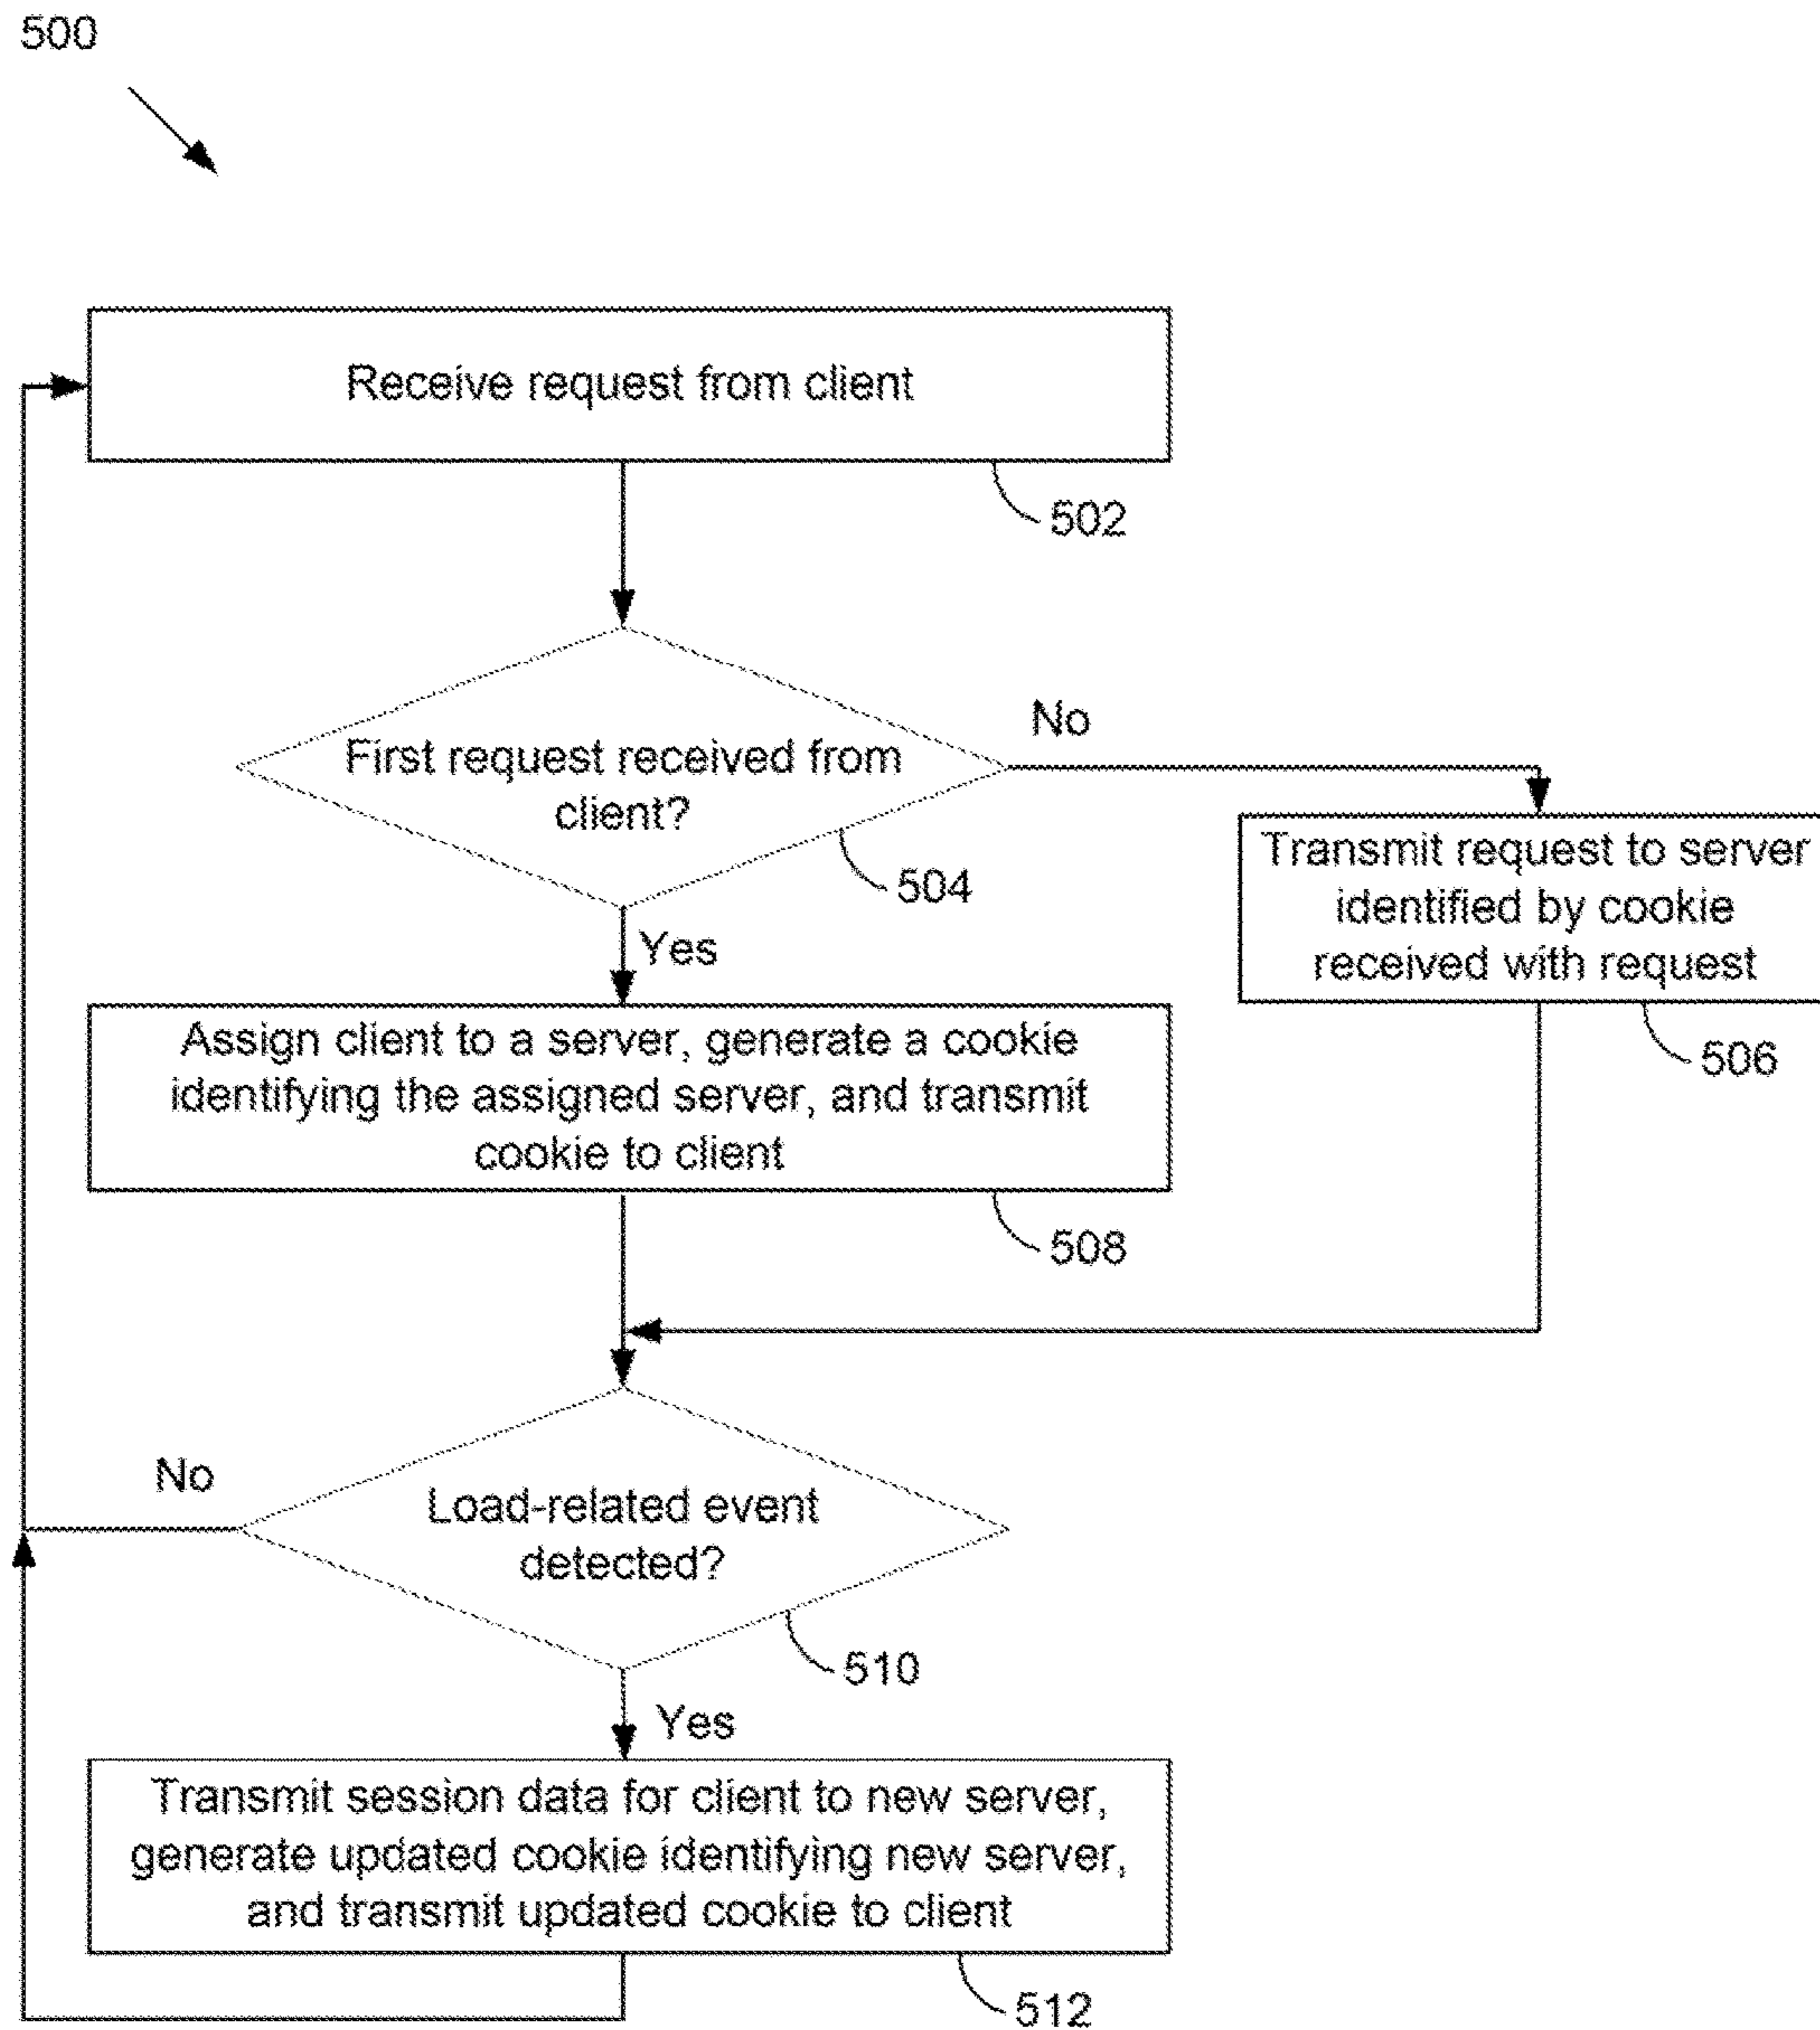 500
Receive request from client
502
First request received from
client?
504
No
Transmit request to server
identified by cookie
received with request
506
Yes
Assign client to a server, generate a cookie
identifying the assigned server, and transmit
cookie to client
508
Load-related event
detected?
510
No
Yes
Transmit session data for client to new server,
generate updated cookie identifying new server,
and transmit updated cookie to client
512